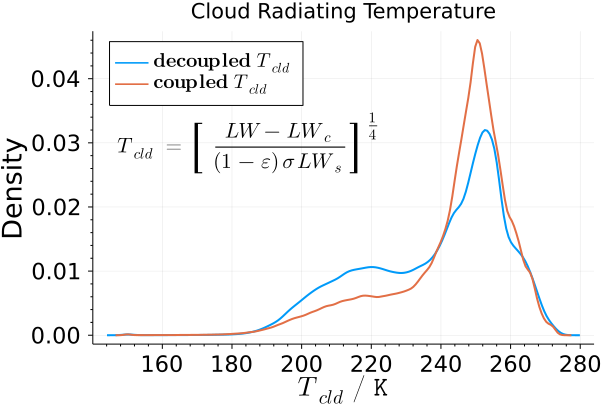 Cloud Radiating Temperature
decoupled T_cld
coupled T_cld
T_cld = [ (LW − LW_c) / ((1 − ε) σ LW_s) ]^(1/4)
Density
0.04
0.03
0.02
0.01
0.00
160 180 200 220 240 260 280
T_cld / K